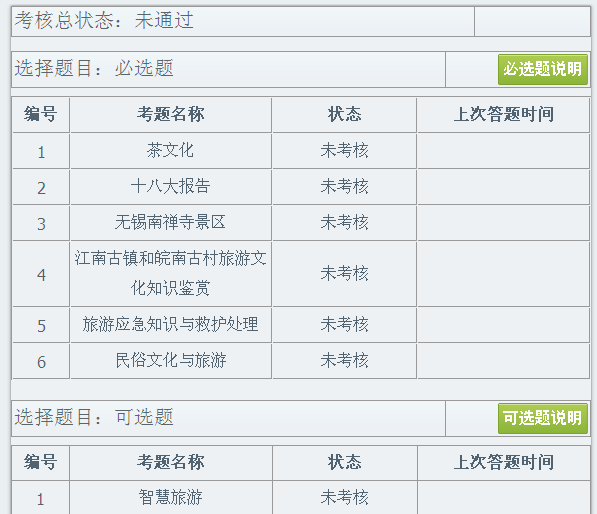 考核总状态：未通过
选择题目：必选题 必选题说明
编号 考题名称 状态 上次答题时间
1 茶文化 未考核
2 十八大报告 未考核
3 无锡南禅寺景区 未考核
4 江南古镇和皖南古村旅游文 未考核
化知识鉴赏
5 旅游应急知识与救护处理 未考核
6 民俗文化与旅游 未考核
选择题目：可选题 可选题说明
编号 考题名称 状态 上次答题时间
1 智慧旅游 未考核